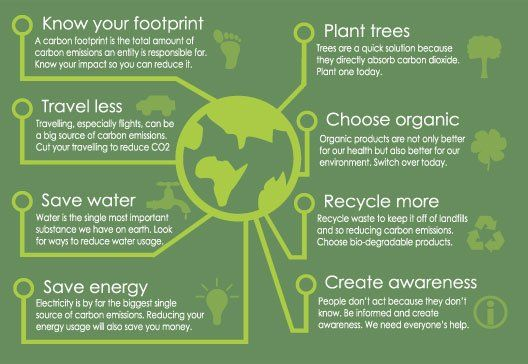 Know your footprint
A carbon footprint is the total amount of
carbon emissions an entity is responsible for.
Know your impact so you can reduce it.
Travel less
Travelling, especially flights, can be
a big source of carbon emissions.
Cut your travelling to reduce CO2
Save water
Water is the single most important
substance we have on earth. Look
for ways to reduce water usage.
Save energy
Electricity is by far the biggest single
source of carbon emissions. Reducing your
energy usage will also save you money.
Plant trees
Trees are a quick solution because
they directly absorb carbon dioxide.
Plant one today.
Choose organic
Organic products are not only better
for our health but also better for our
environment. Switch over today.
Recycle more
Recycle waste to keep it off of landfills
and so reducing carbon emissions.
Choose bio-degradable products.
Create awareness
People don't act because they don't
know. Be informed and create
awareness. We need everyone's help.